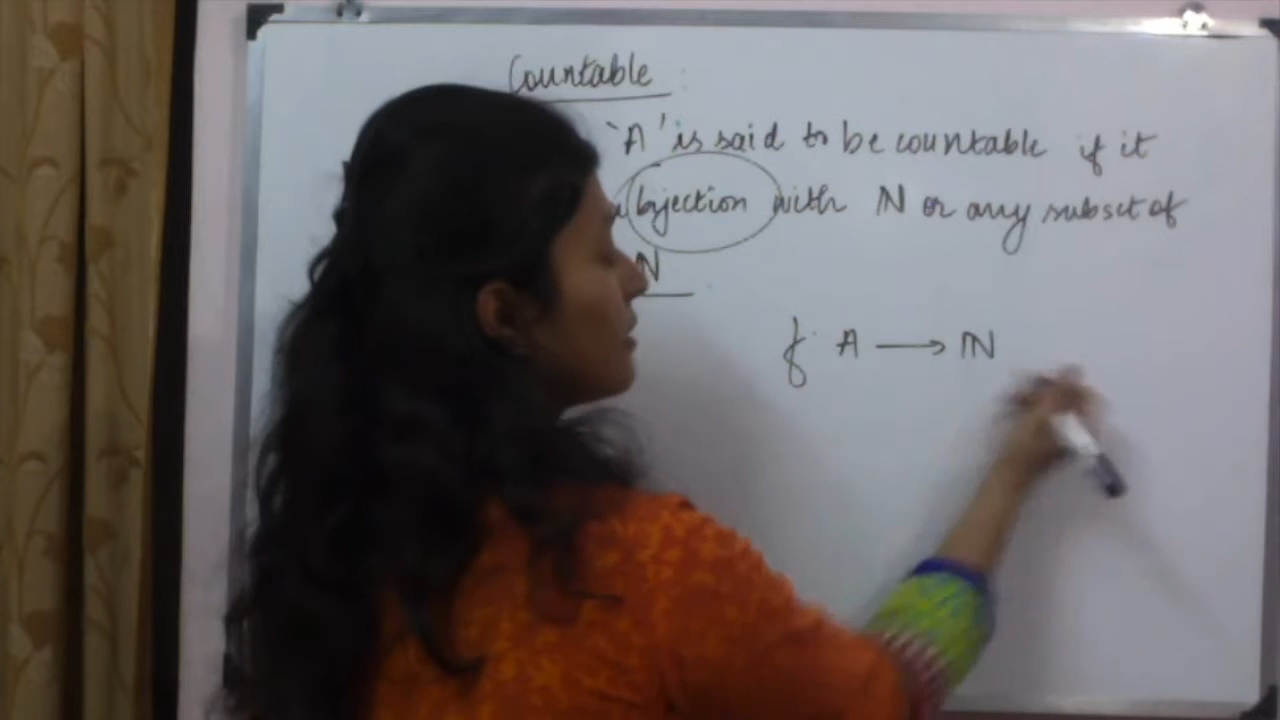 Countable
'A' is said to be countable if it
bijection with N or any subset of
N
f: A → N